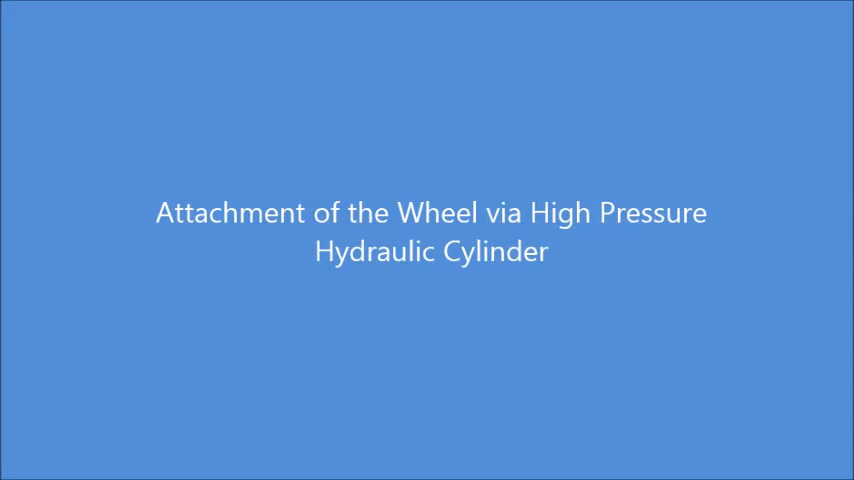 Attachment of the Wheel via High Pressure
Hydraulic Cylinder